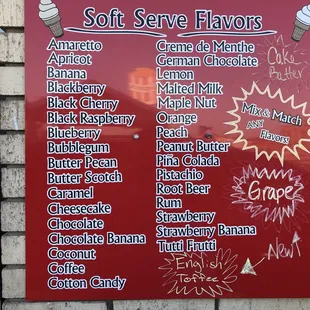 Soft Serve Flavors
Amaretto
Apricot
Banana
Blackberry
Black Cherry
Black Raspberry
Blueberry
Bubblegum
Butter Pecan
Butter Scotch
Caramel
Cheesecake
Chocolate
Chocolate Banana
Coconut
Coffee
Cotton Candy
Creme de Menthe
German Chocolate
Lemon
Malted Milk
Maple Nut
Orange
Peach
Peanut Butter
Piña Colada
Pistachio
Root Beer
Rum
Strawberry
Strawberry Banana
Tutti Frutti
English
Toffee
Cake
Batter
Mix & Match
ANY
Flavors!
Grape
New